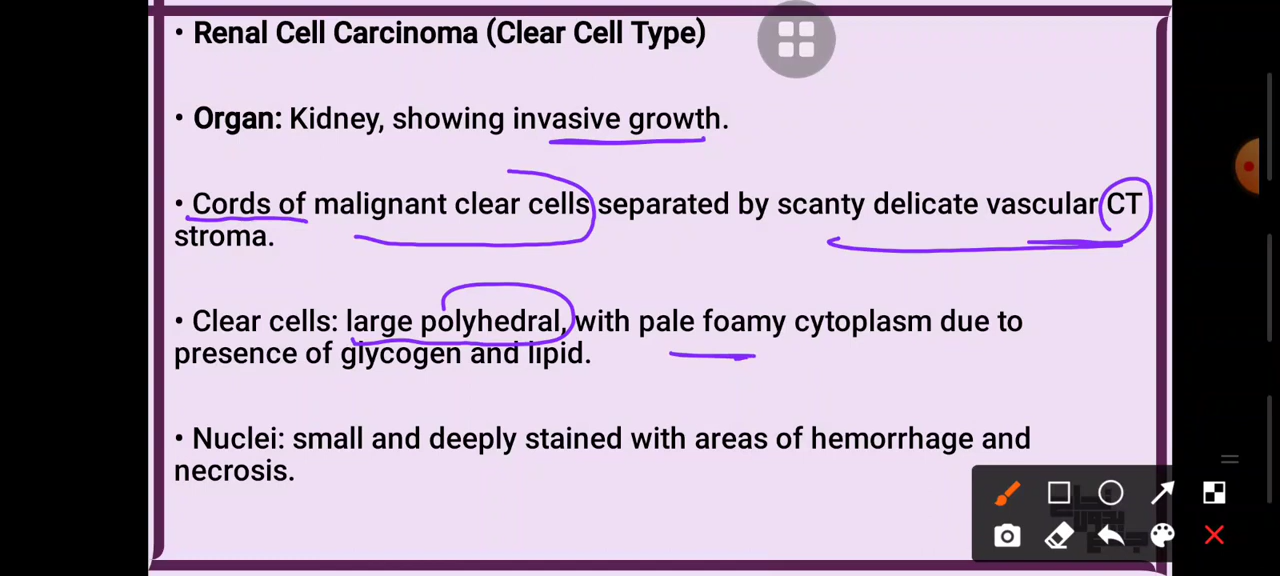 • Renal Cell Carcinoma (Clear Cell Type)
• Organ: Kidney, showing invasive growth.
• Cords of malignant clear cells separated by scanty delicate vascular CT
stroma.
• Clear cells: large polyhedral, with pale foamy cytoplasm due to
presence of glycogen and lipid.
• Nuclei: small and deeply stained with areas of hemorrhage and
necrosis.